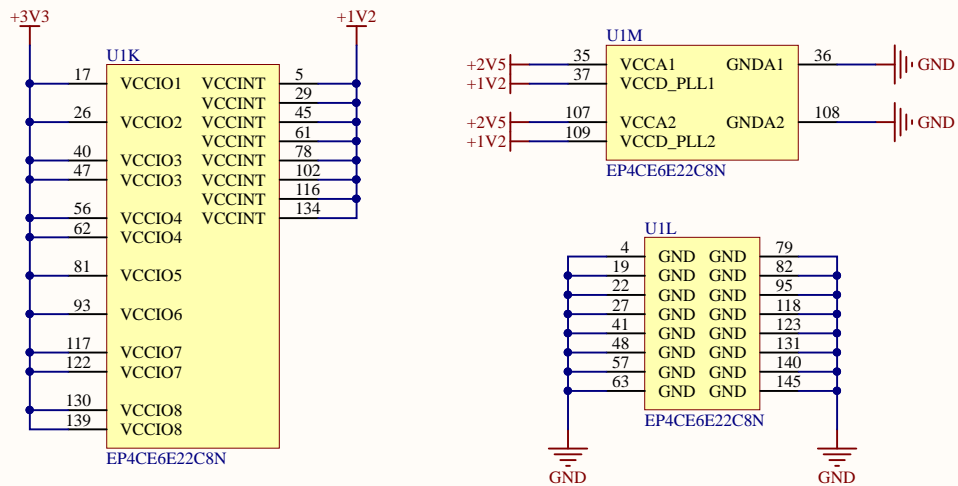 +3V3
+1V2
U1K
17 VCCIO1 VCCINT 5
VCCINT 29
26 VCCIO2 VCCINT 45
VCCINT 61
40 VCCIO3 VCCINT 78
47 VCCIO3 VCCINT 102
VCCINT 116
56 VCCIO4 VCCINT 134
62 VCCIO4
81 VCCIO5
93 VCCIO6
117 VCCIO7
122 VCCIO7
130 VCCIO8
139 VCCIO8
EP4CE6E22C8N
U1M
+2V5 35 VCCA1 GNDA1 36 GND
+1V2 37 VCCD_PLL1
+2V5 107 VCCA2 GNDA2 108 GND
+1V2 109 VCCD_PLL2
EP4CE6E22C8N
U1L
4 GND GND 79
19 GND GND 82
22 GND GND 95
27 GND GND 118
41 GND GND 123
48 GND GND 131
57 GND GND 140
63 GND GND 145
EP4CE6E22C8N
GND
GND